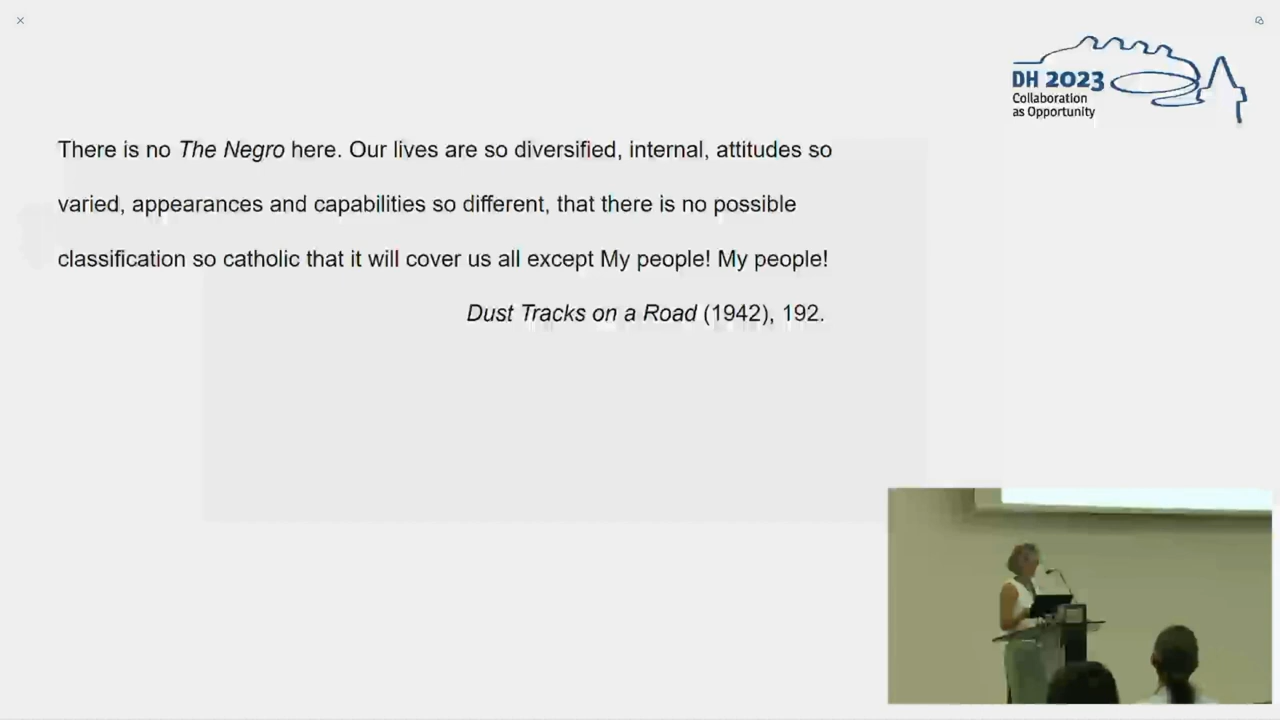 DH 2023
Collaboration
as Opportunity
There is no The Negro here. Our lives are so diversified, internal, attitudes so
varied, appearances and capabilities so different, that there is no possible
classification so catholic that it will cover us all except My people! My people!
Dust Tracks on a Road (1942), 192.